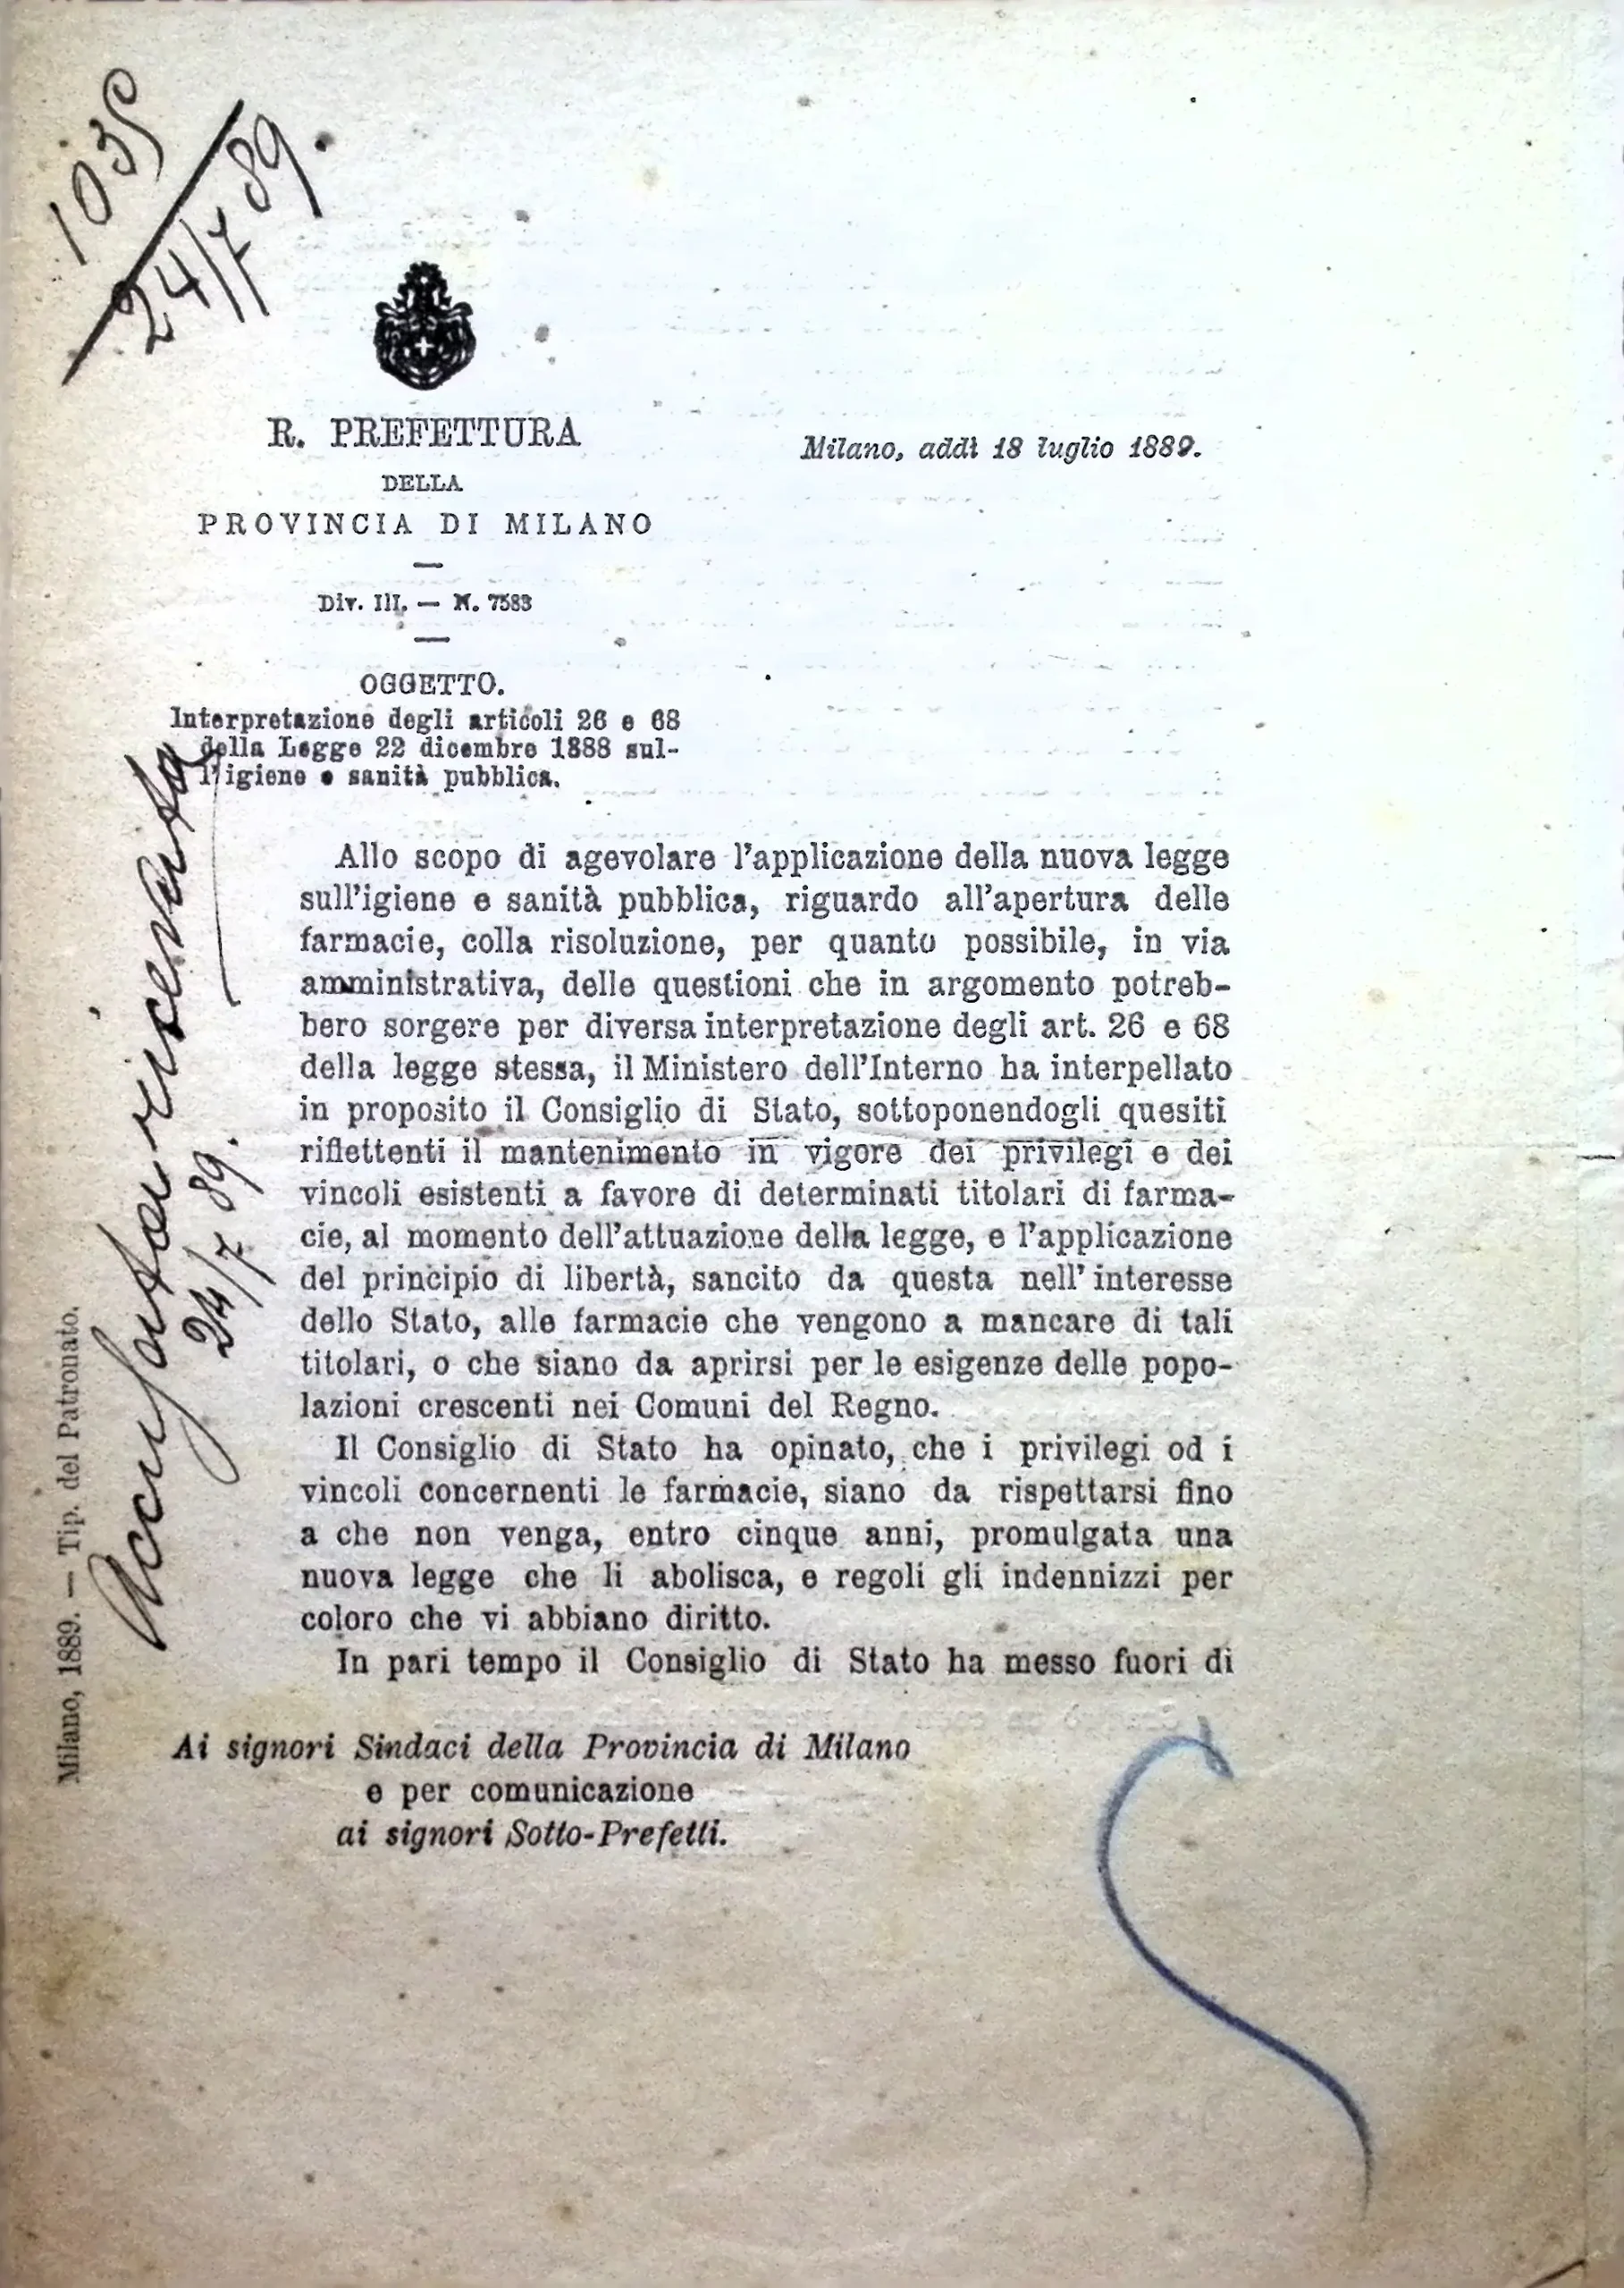 1035
24/7 89.
R. PREFETTURA
DELLA
PROVINCIA DI MILANO
Div. III. — N. 7583
Milano, addì 18 luglio 1889.
OGGETTO.
Interpretazione degli articoli 26 e 68
della Legge 22 dicembre 1888 sul-
l'igiene e sanità pubblica.
Allo scopo di agevolare l'applicazione della nuova legge
sull'igiene e sanità pubblica, riguardo all'apertura delle
farmacie, colla risoluzione, per quanto possibile, in via
amministrativa, delle questioni che in argomento potreb-
bero sorgere per diversa interpretazione degli art. 26 e 68
della legge stessa, il Ministero dell'Interno ha interpellato
in proposito il Consiglio di Stato, sottoponendogli quesiti
riflettenti il mantenimento in vigore dei privilegi e dei
vincoli esistenti a favore di determinati titolari di farma-
cie, al momento dell'attuazione della legge, e l'applicazione
del principio di libertà, sancito da questa nell'interesse
dello Stato, alle farmacie che vengono a mancare di tali
titolari, o che siano da aprirsi per le esigenze delle popo-
lazioni crescenti nei Comuni del Regno.
Il Consiglio di Stato ha opinato, che i privilegi od i
vincoli concernenti le farmacie, siano da rispettarsi fino
a che non venga, entro cinque anni, promulgata una
nuova legge che li abolisca, e regoli gli indennizzi per
coloro che vi abbiano diritto.
In pari tempo il Consiglio di Stato ha messo fuori di
Ai signori Sindaci della Provincia di Milano
e per comunicazione
ai signori Sotto-Prefetti.
Milano, 1889. — Tip. del Patronato.
ricevuta
24/7 89.